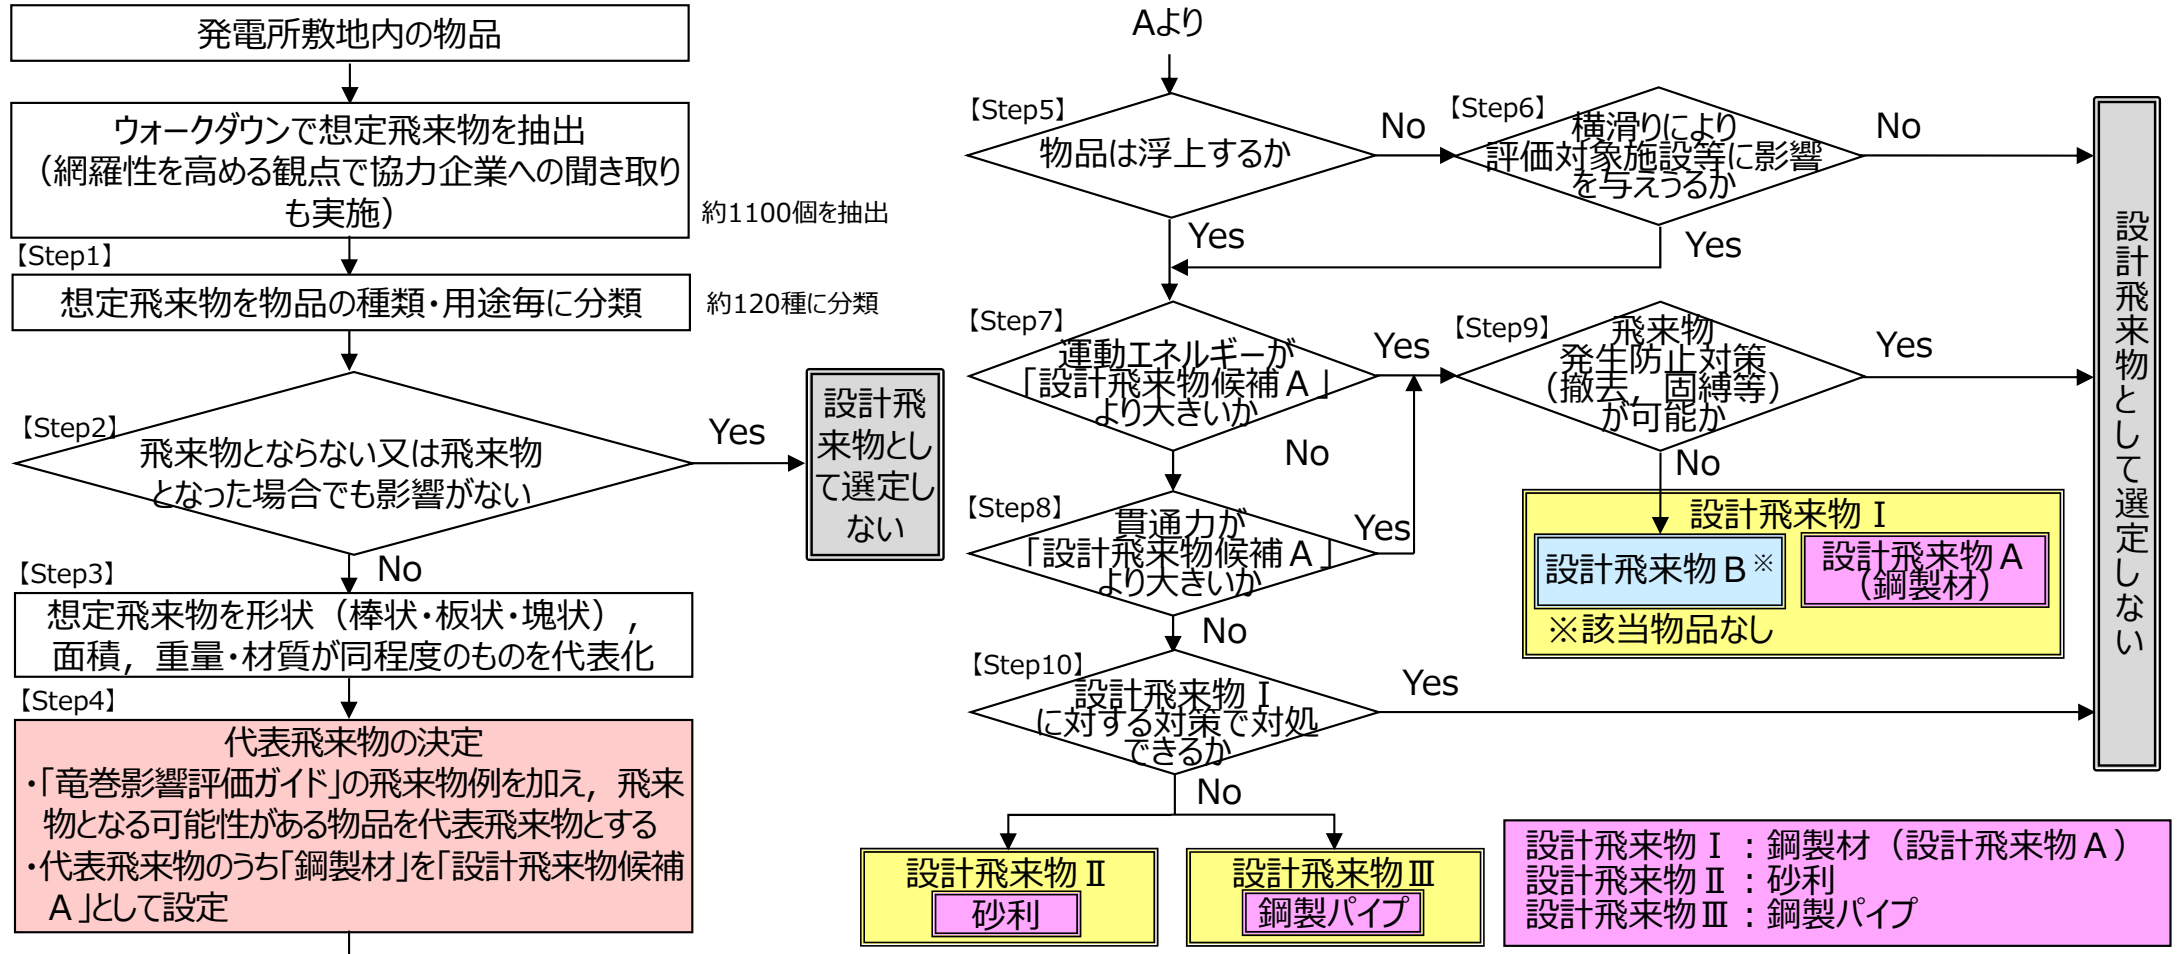 発電所敷地内の物品
ウォークダウンで想定飛来物を抽出
（網羅性を高める観点で協力企業への聞き取り
も実施）
約1100個を抽出
【Step1】
想定飛来物を物品の種類・用途毎に分類
約120種に分類
【Step2】
飛来物とならない又は飛来物
となった場合でも影響がない
Yes
設計飛
来物とし
て選定し
ない
No
【Step3】
想定飛来物を形状（棒状・板状・塊状），
面積，重量・材質が同程度のものを代表化
【Step4】
代表飛来物の決定
・「竜巻影響評価ガイド」の飛来物例を加え，飛来
物となる可能性がある物品を代表飛来物とする
・代表飛来物のうち「鋼製材」を「設計飛来物候補
Ａ」として設定
Aより
【Step5】
物品は浮上するか
No
Yes
【Step6】
横滑りにより
評価対象施設等に影響
を与えうるか
No
Yes
【Step7】
運動エネルギーが
「設計飛来物候補Ａ」
より大きいか
Yes
No
【Step8】
貫通力が
「設計飛来物候補Ａ」
より大きいか
Yes
No
【Step9】
飛来物
発生防止対策
（撤去，固縛等）
が可能か
Yes
No
設計飛来物Ⅰ
設計飛来物Ｂ※
設計飛来物Ａ
（鋼製材）
※該当物品なし
【Step10】
設計飛来物Ⅰ
に対する対策で対処
できるか
Yes
No
設計飛来物Ⅱ
砂利
設計飛来物Ⅲ
鋼製パイプ
設計飛来物として選定しない
設計飛来物Ⅰ：鋼製材（設計飛来物Ａ）
設計飛来物Ⅱ：砂利
設計飛来物Ⅲ：鋼製パイプ